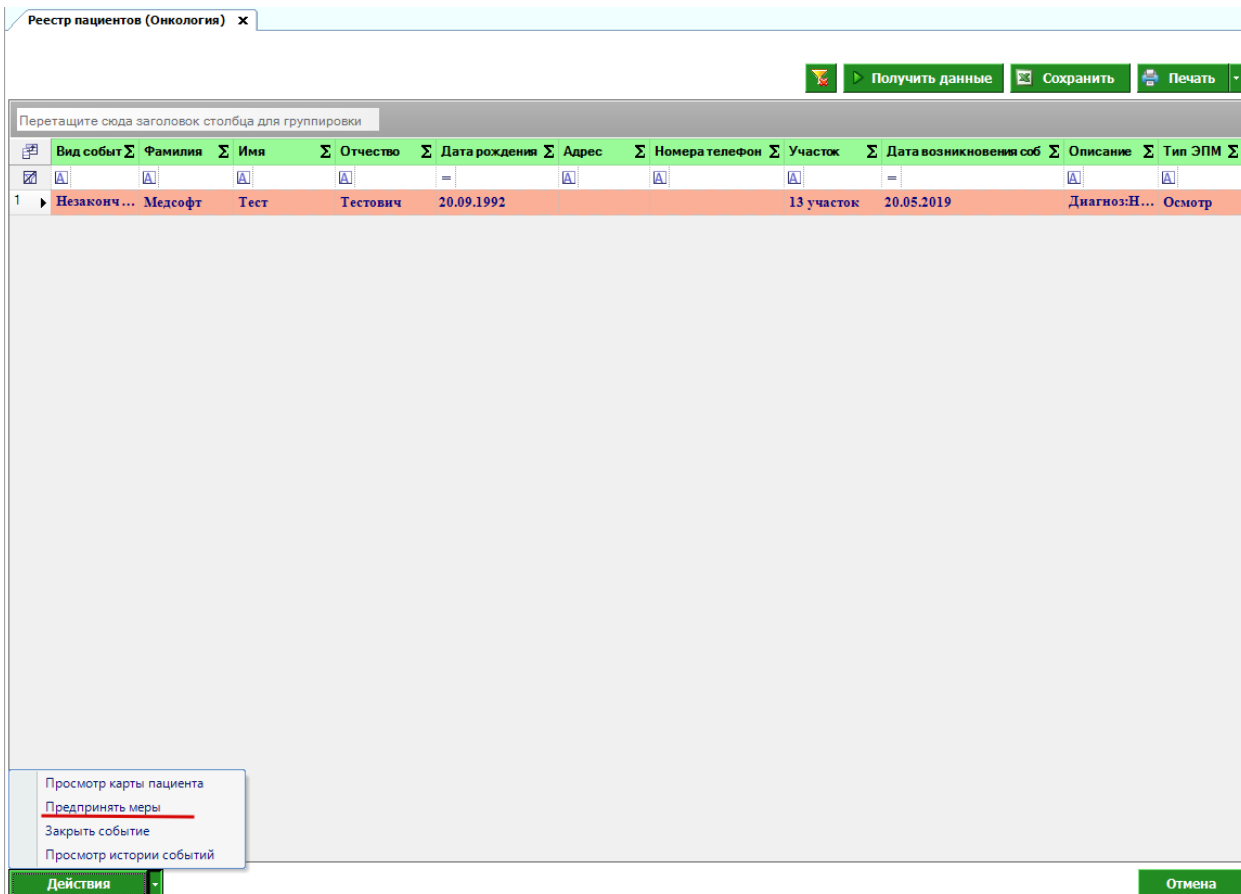 Реестр пациентов (Онкология) x
Получить данные Сохранить Печать
Перетащите сюда заголовок столбца для группировки
Вид событ Σ Фамилия Σ Имя Σ Отчество Σ Дата рождения Σ Адрес Σ Номера телефон Σ Участок Σ Дата возникновения соб Σ Описание Σ Тип ЭПМ Σ
A A A A = A A A = A A
1 Незаконч... Медсофт Тест Тестович 20.09.1992 13 участок 20.05.2019 Диагноз:Н... Осмотр
Просмотр карты пациента
Предпринять меры
Закрыть событие
Просмотр истории событий
Действия Отмена